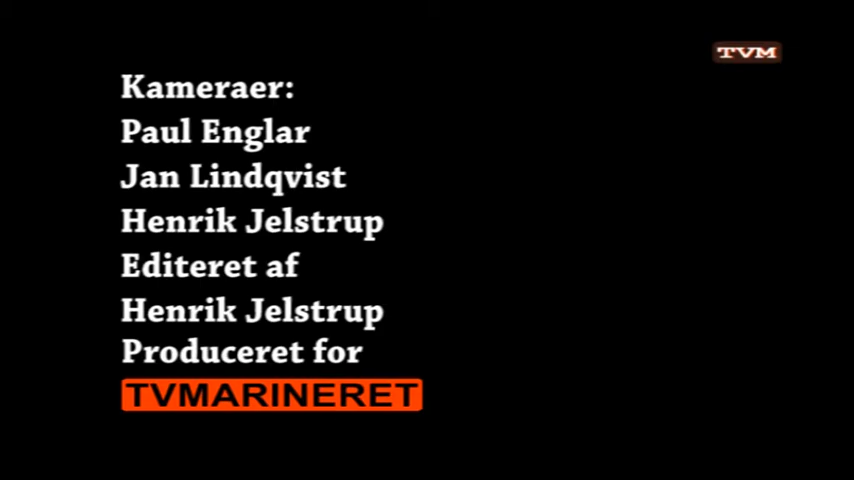 TVM
Kameraer:
Paul Englar
Jan Lindqvist
Henrik Jelstrup
Editeret af
Henrik Jelstrup
Produceret for
TVMARINERET